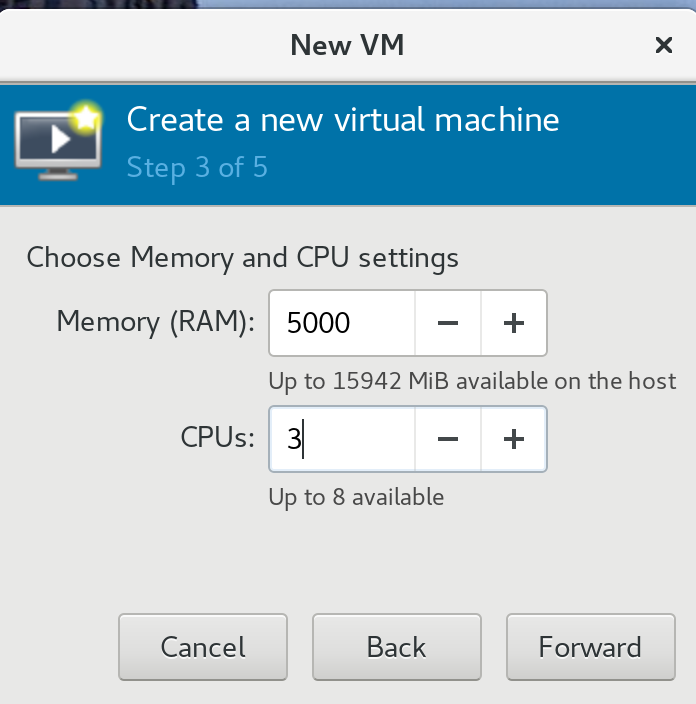 New VM
Create a new virtual machine
Step 3 of 5
Choose Memory and CPU settings
Memory (RAM): 5000
Up to 15942 MiB available on the host
CPUs: 3
Up to 8 available
Cancel Back Forward